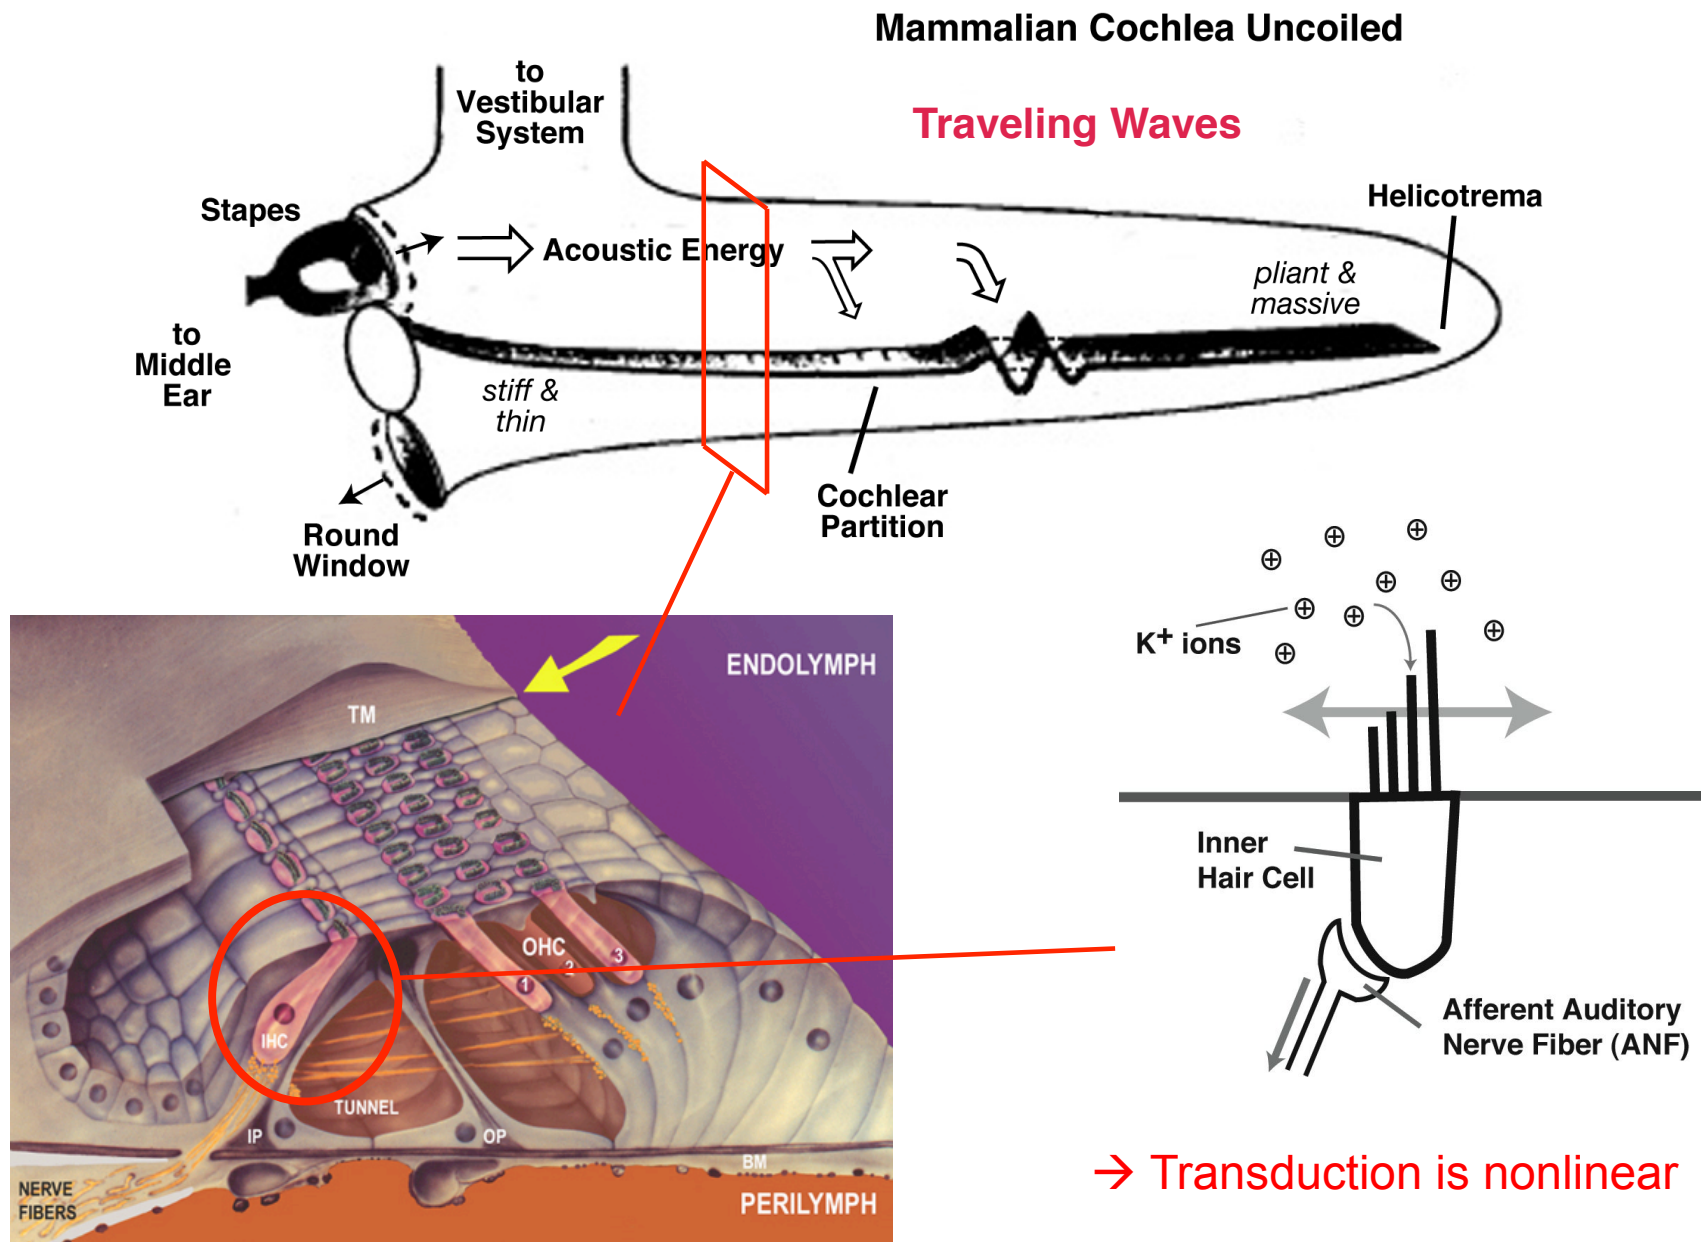 Mammalian Cochlea Uncoiled
Traveling Waves
to
Vestibular
System
Stapes
Helicotrema
Acoustic Energy
pliant &
massive
to
Middle
Ear
stiff &
thin
Cochlear
Partition
Round
Window
K+ ions
ENDOLYMPH
TM
OHC
1
2
3
IHC
TUNNEL
IP
OP
BM
NERVE
FIBERS
PERILYMPH
Inner
Hair Cell
Afferent Auditory
Nerve Fiber (ANF)
→ Transduction is nonlinear